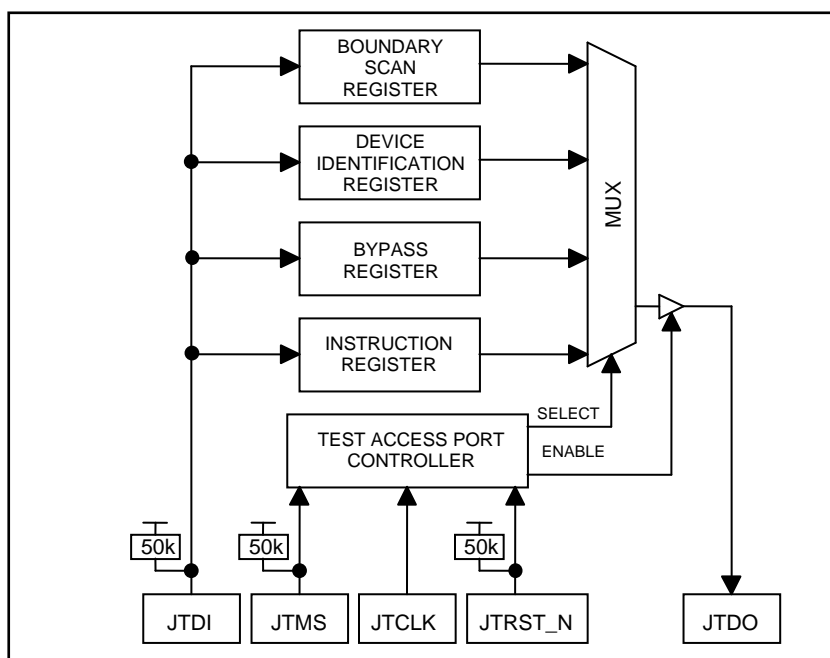 BOUNDARY
SCAN
REGISTER
DEVICE
IDENTIFICATION
REGISTER
BYPASS
REGISTER
INSTRUCTION
REGISTER
MUX
SELECT
TEST ACCESS PORT
CONTROLLER
ENABLE
50k
50k
50k
JTDI
JTMS
JTCLK
JTRST_N
JTDO